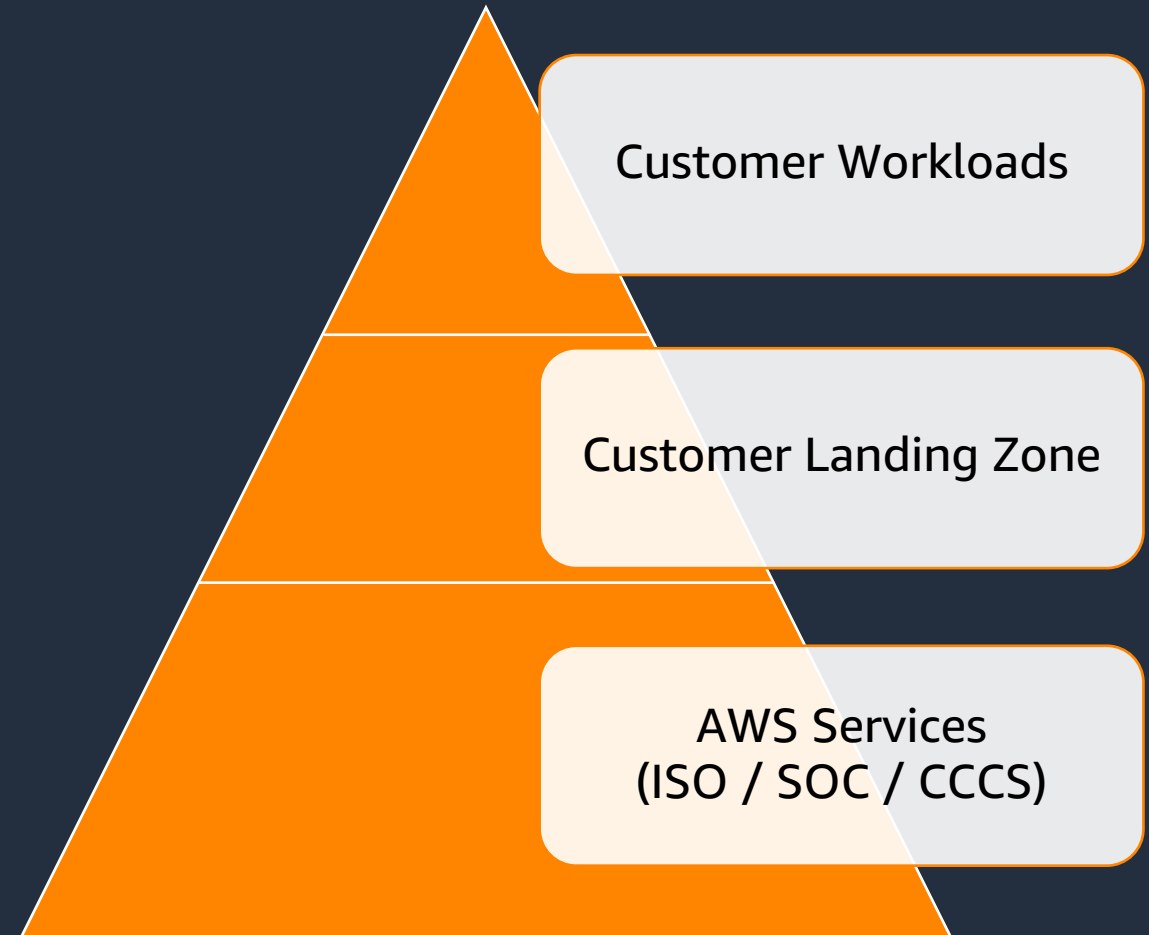 Customer Workloads
Customer Landing Zone
AWS Services
(ISO / SOC / CCCS)